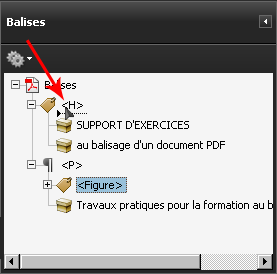 Balises
Balises
<H>
SUPPORT D'EXERCICES
au balisage d'un document PDF
<P>
<Figure>
Travaux pratiques pour la formation au b